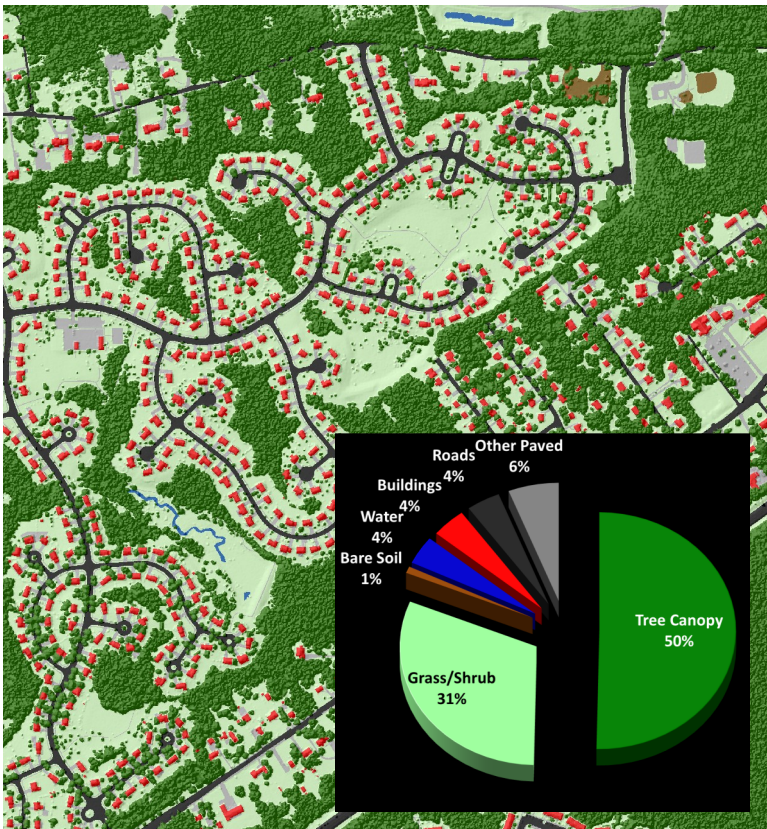 Other Paved
6%
Roads
4%
Buildings
4%
Water
4%
Bare Soil
1%
Tree Canopy
50%
Grass/Shrub
31%